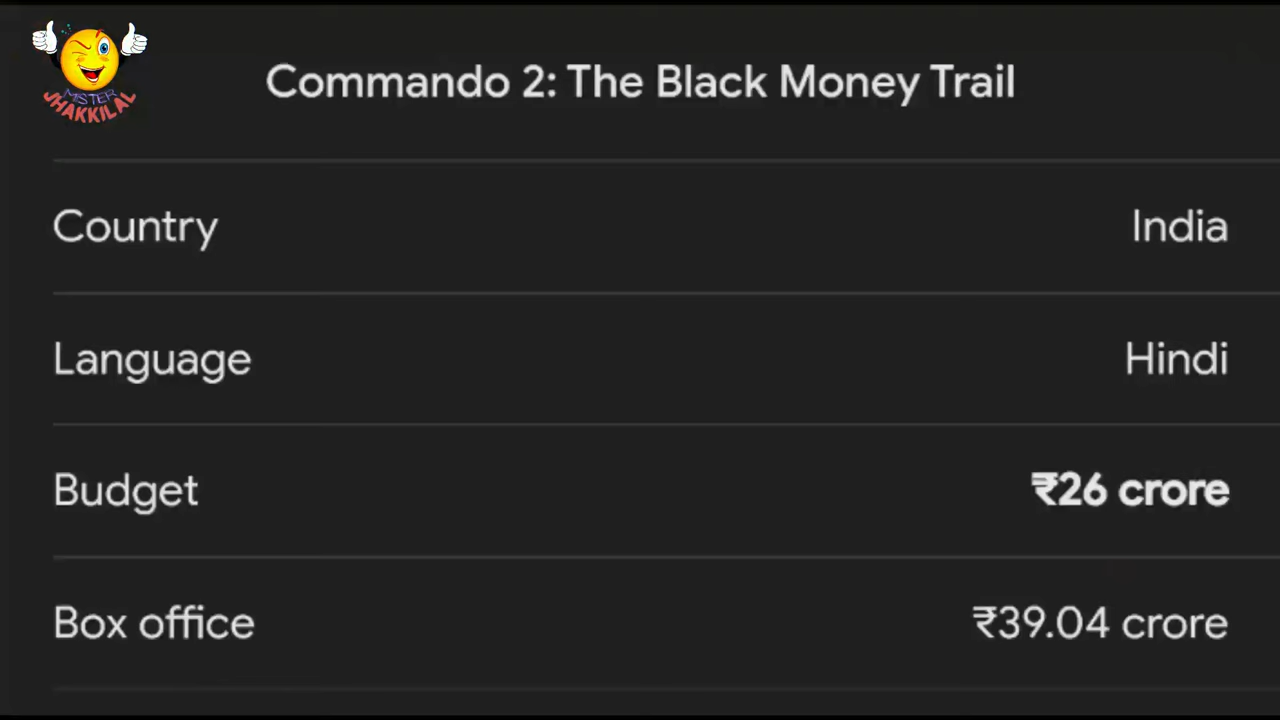 MISTER
JHAKKILAL
Commando 2: The Black Money Trail
Country India
Language Hindi
Budget ₹26 crore
Box office ₹39.04 crore